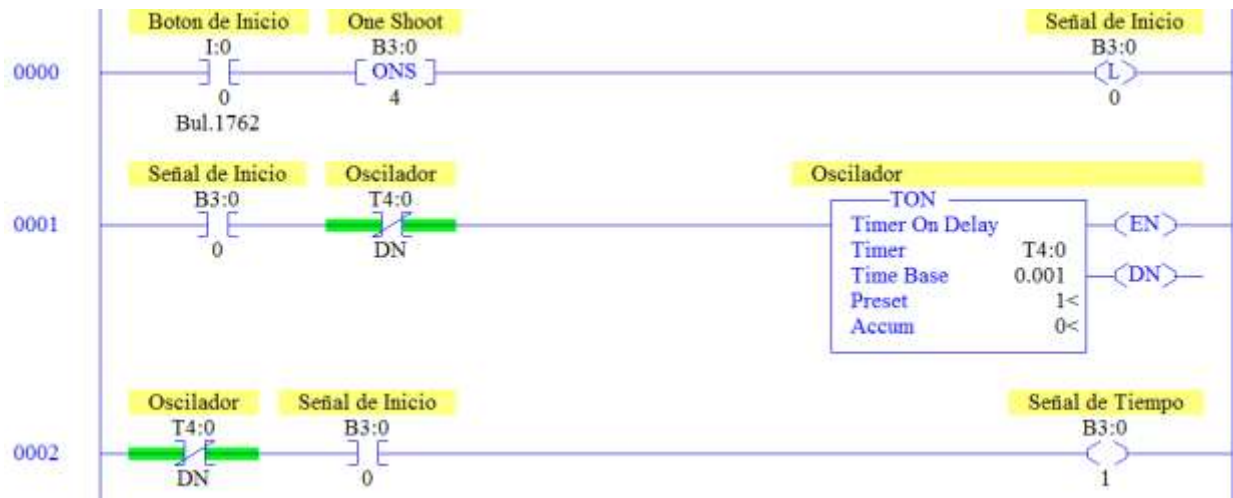 Boton de Inicio One Shoot Señal de Inicio
I:0 B3:0 B3:0
0000 ONS L
0 4 0
Bul.1762
Señal de Inicio Oscilador Oscilador
B3:0 T4:0 TON
0001 Timer On Delay EN
0 DN Timer T4:0
Time Base 0.001 DN
Preset 1<
Accum 0<
Oscilador Señal de Inicio Señal de Tiempo
T4:0 B3:0 B3:0
0002
DN 0 1